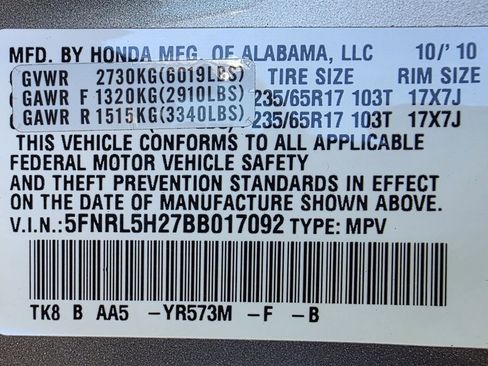 MFD. BY HONDA MFG. OF ALABAMA, LLC 10/'10
GVWR 2730KG(6019LBS) TIRE SIZE RIM SIZE
GAWR F 1320KG(2910LBS) 235/65R17 103T 17X7J
GAWR R 1515KG(3340LBS) 235/65R17 103T 17X7J
THIS VEHICLE CONFORMS TO ALL APPLICABLE
FEDERAL MOTOR VEHICLE SAFETY
AND THEFT PREVENTION STANDARDS IN EFFECT
ON THE DATE OF MANUFACTURE SHOWN ABOVE.
V.I.N.: 5FNRL5H27BB017092 TYPE: MPV
TK8 B AA5 -YR573M -F -B